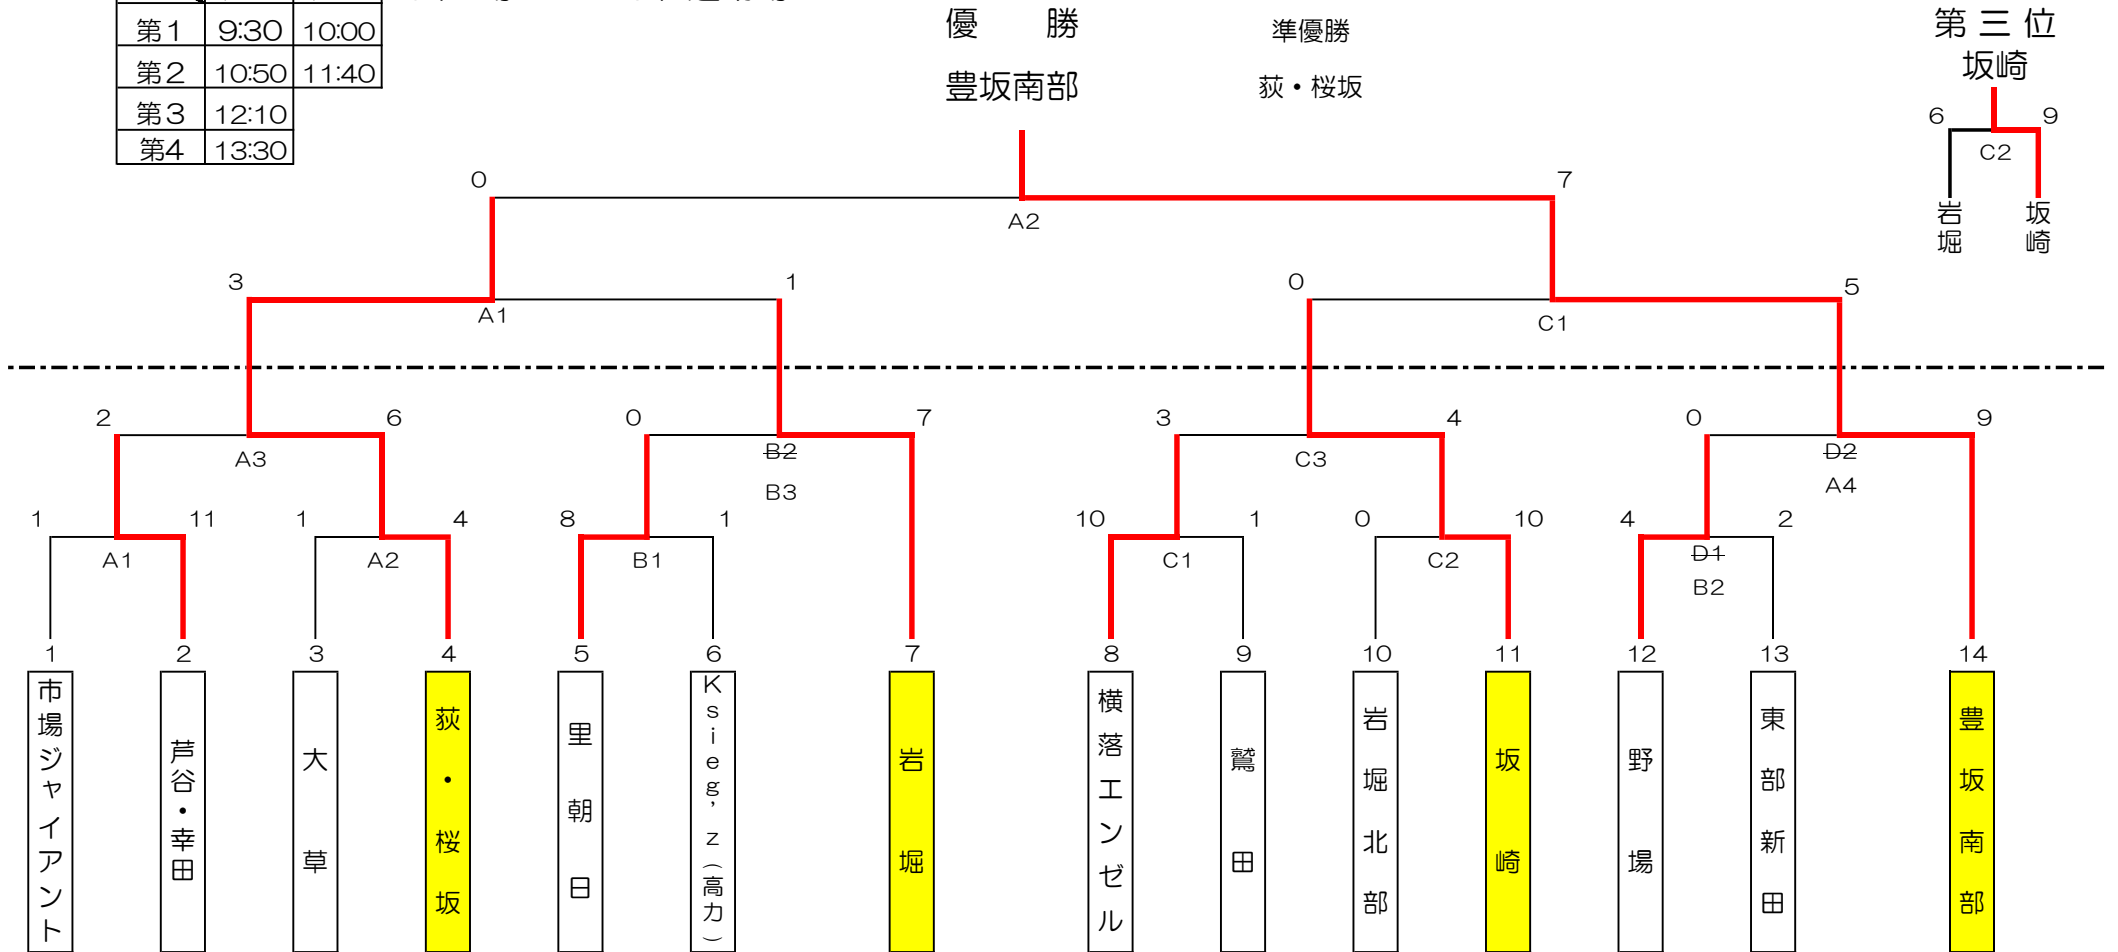 優 勝 準優勝 第三位
第1 9:30 10:00
第2 10:50 11:40
第3 12:10
第4 13:30
豊坂南部 荻・桜坂 坂崎
6 9
C2
岩堀 坂崎
0 7
A2
3 1 0 5
A1 C1
2 6 0 7 3 4 0 9
A3 B2 C3 D2
B3 A4
1 11 1 4 8 1 10 1 0 10 4 2
A1 A2 B1 C1 C2 D1
B2
1 2 3 4 5 6 7 8 9 10 11 12 13 14
市場ジャイアント
芦谷・幸田
大草
荻・桜坂
里朝日
Ksieg’z(高力)
岩堀
横落エンゼル
鷲田
岩堀北部
坂崎
野場
東部新田
豊坂南部